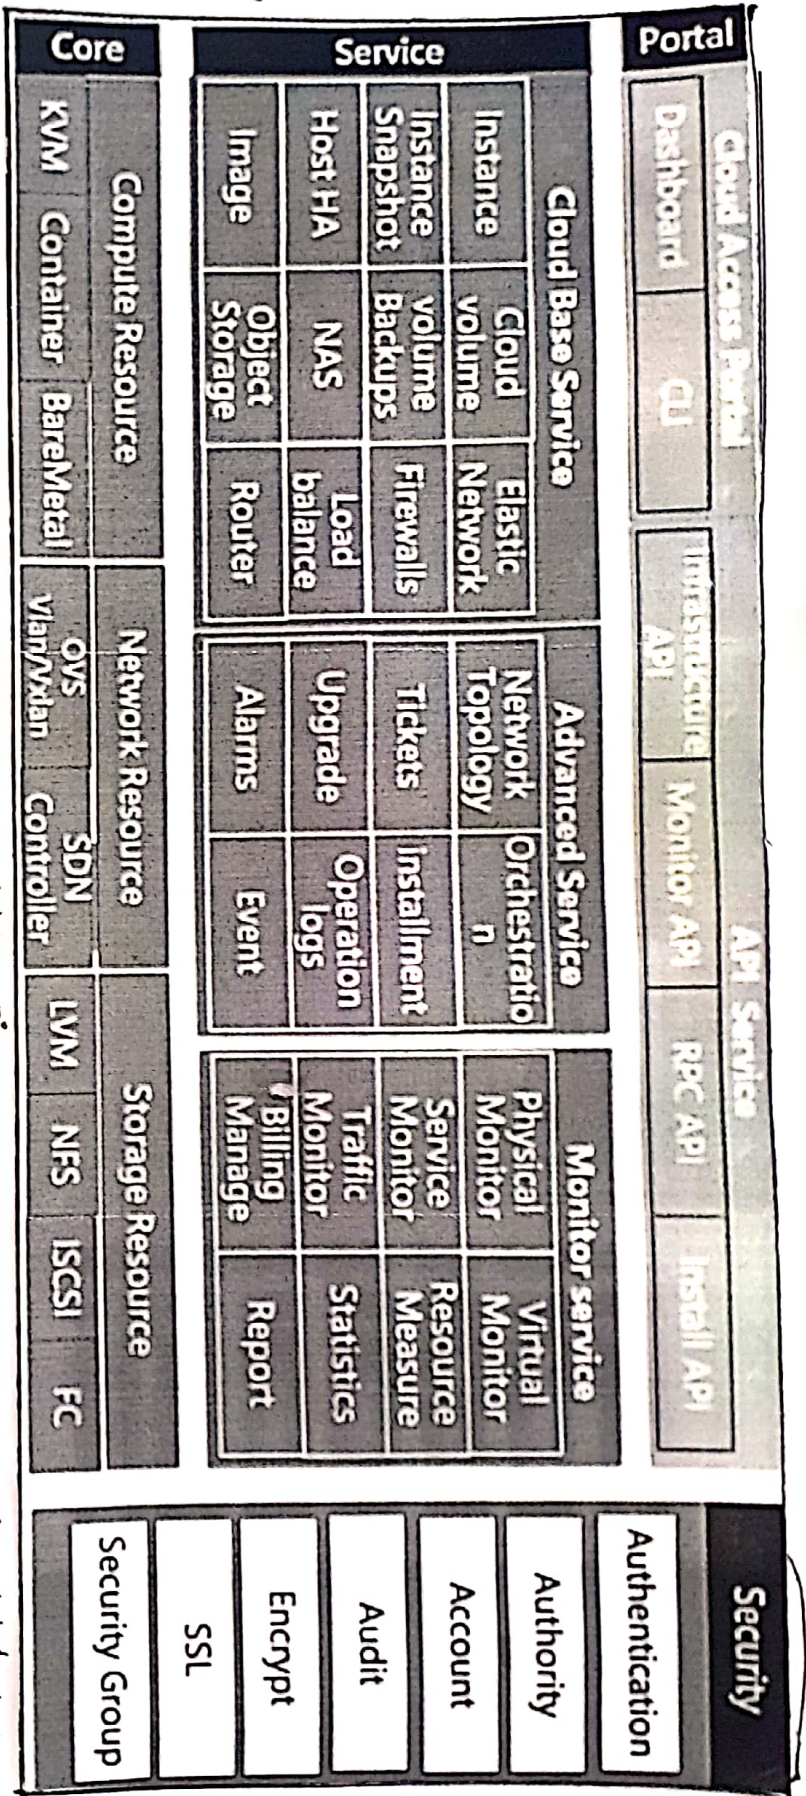 Portal
Cloud Access Portal
Dashboard
CLI
API Service
Infrastructure
API
Monitor API
RPC API
Install API
Service
Cloud Base Service
Instance
Cloud
volume
Elastic
Network
Instance
Snapshot
volume
Backups
Firewalls
Host HA
NAS
Load
balance
Image
Object
Storage
Router
Advanced Service
Network
Topology
Orchestratio
n
Tickets
installment
Upgrade
Operation
logs
Alarms
Event
Monitor service
Physical
Monitor
Virtual
Monitor
Service
Monitor
Resource
Measure
Traffic
Monitor
Statistics
Billing
Manage
Report
Core
Compute Resource
KVM
Container
BareMetal
Network Resource
OVS
Vlan/Vxlan
SDN
Controller
Storage Resource
LVM
NFS
ISCSI
FC
Security
Authentication
Authority
Account
Audit
Encrypt
SSL
Security Group